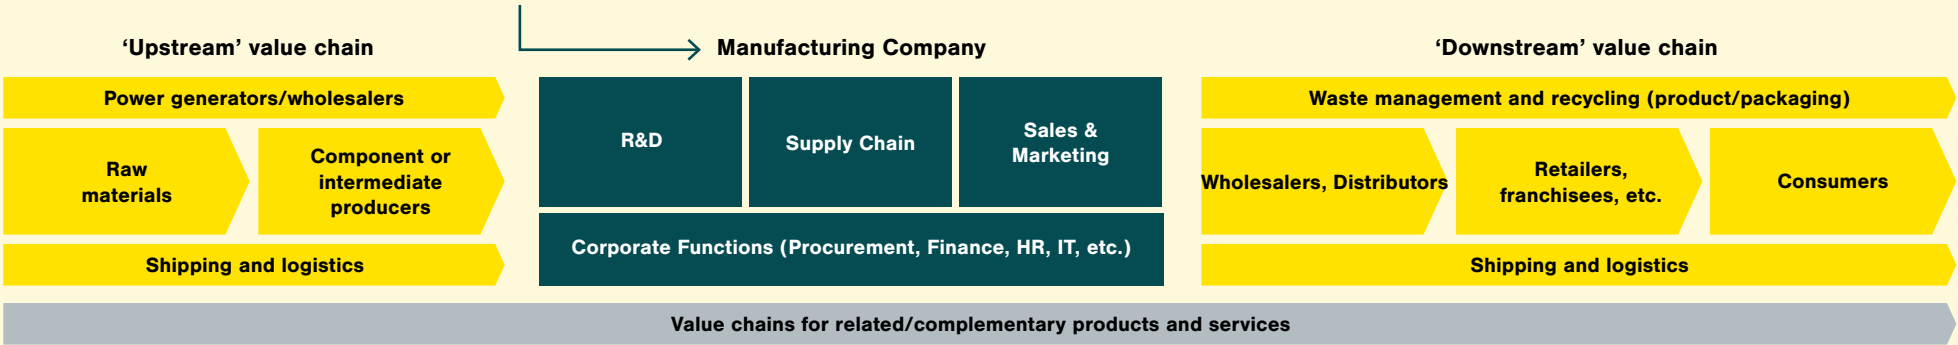 ‘Upstream’ value chain
Power generators/wholesalers
Raw
materials
Component or
intermediate
producers
Shipping and logistics
Manufacturing Company
R&D
Supply Chain
Sales &
Marketing
Corporate Functions (Procurement, Finance, HR, IT, etc.)
‘Downstream’ value chain
Waste management and recycling (product/packaging)
Wholesalers, Distributors
Retailers,
franchisees, etc.
Consumers
Shipping and logistics
Value chains for related/complementary products and services